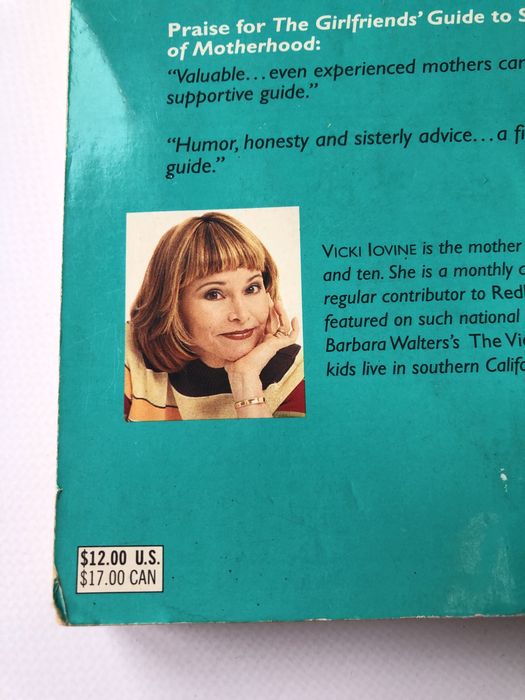 Praise for The Girlfriends' Guide to S
of Motherhood:
"Valuable...even experienced mothers can
supportive guide."
"Humor, honesty and sisterly advice...a fi
guide."
VICKI IOVINE is the mother
and ten. She is a monthly c
regular contributor to Red
featured on such national
Barbara Walters's The Vi
kids live in southern Califo
$12.00 U.S.
$17.00 CAN